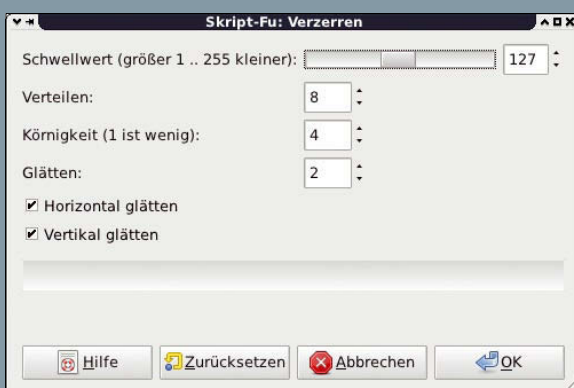 Skript-Fu: Verzerren
Schwellwert (größer 1 .. 255 kleiner): 127
Verteilen: 8
Körnigkeit (1 ist wenig): 4
Glätten: 2
Horizontal glätten
Vertikal glätten
Hilfe Zurücksetzen Abbrechen OK